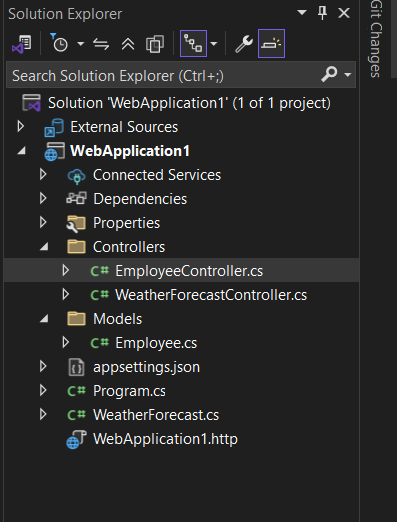 Solution Explorer
Search Solution Explorer (Ctrl+;)
Solution 'WebApplication1' (1 of 1 project)
External Sources
WebApplication1
Connected Services
Dependencies
Properties
Controllers
C# EmployeeController.cs
C# WeatherForecastController.cs
Models
C# Employee.cs
appsettings.json
C# Program.cs
C# WeatherForecast.cs
WebApplication1.http
Git Changes